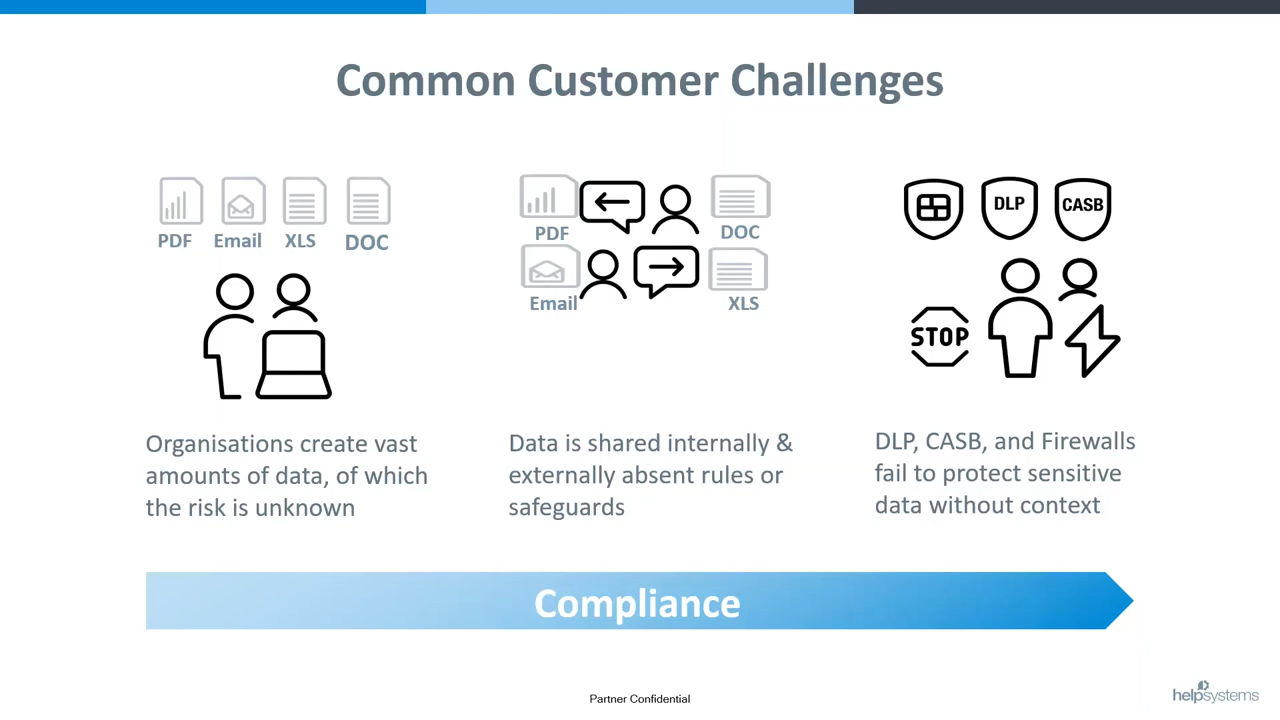 Common Customer Challenges
PDF Email XLS DOC
Organisations create vast
amounts of data, of which
the risk is unknown
PDF DOC
Email XLS
Data is shared internally &
externally absent rules or
safeguards
DLP CASB
STOP
DLP, CASB, and Firewalls
fail to protect sensitive
data without context
Compliance
Partner Confidential
helpsystems